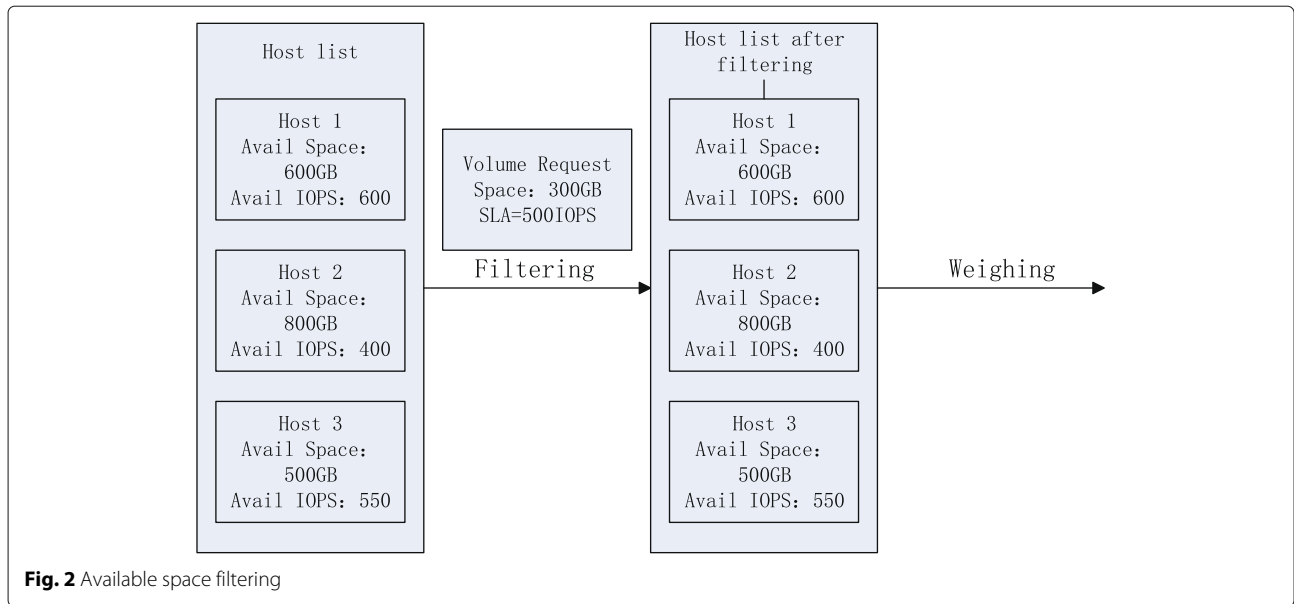 Host list
Host 1
Avail Space:
600GB
Avail IOPS: 600
Host 2
Avail Space:
800GB
Avail IOPS: 400
Host 3
Avail Space:
500GB
Avail IOPS: 550
Volume Request
Space: 300GB
SLA=500IOPS
Filtering
Host list after
filtering
Host 1
Avail Space:
600GB
Avail IOPS: 600
Host 2
Avail Space:
800GB
Avail IOPS: 400
Host 3
Avail Space:
500GB
Avail IOPS: 550
Weighing
Fig. 2 Available space filtering